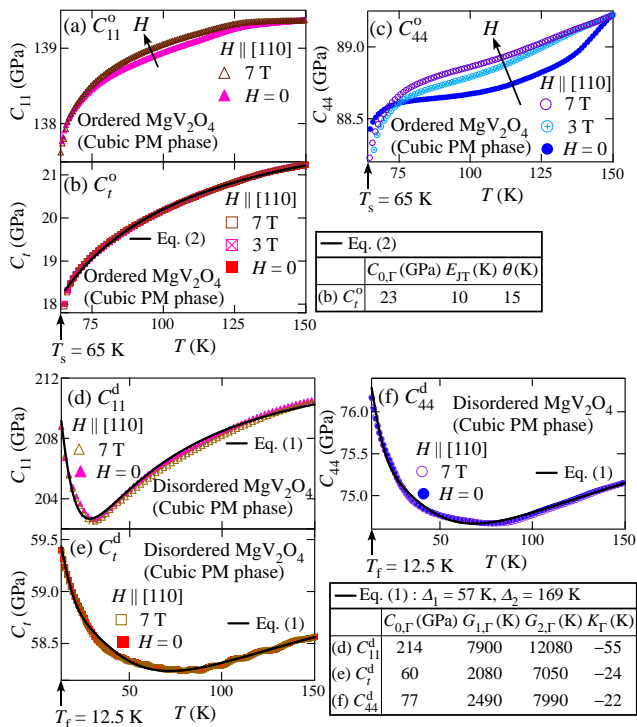 (a) C₁₁ᵒ
H
H || [110]
7 T
H = 0
Ordered MgV₂O₄
(Cubic PM phase)
C₁₁ (GPa)
139.4
138
(b) Cₜᵒ
H || [110]
7 T
3 T
H = 0
Eq. (2)
Ordered MgV₂O₄
(Cubic PM phase)
Cₜ (GPa)
21
20
19
18
75
100
125
150
T (K)
Tₛ = 65 K
(c) C₄₄ᵒ
H
H || [110]
7 T
3 T
H = 0
Ordered MgV₂O₄
(Cubic PM phase)
C₄₄ (GPa)
89.2
88.5
75
100
125
150
T (K)
Tₛ = 65 K
Eq. (2)
C₀,Γ (GPa) E_JT (K) θ (K)
(b) Cₜᵒ 23 10 15
(d) C₁₁ᵈ
H || [110]
7 T
H = 0
Eq. (1)
Disordered MgV₂O₄
(Cubic PM phase)
C₁₁ (GPa)
212
208
204
(e) Cₜᵈ
Disordered MgV₂O₄
(Cubic PM phase)
H || [110]
7 T
H = 0
Eq. (1)
Cₜ (GPa)
59.5
59.0
58.5
50
100
150
T (K)
T_f = 12.5 K
(f) C₄₄ᵈ
Disordered MgV₂O₄
(Cubic PM phase)
H || [110]
7 T
H = 0
Eq. (1)
C₄₄ (GPa)
76.0
75.0
50
100
150
T (K)
T_f = 12.5 K
Eq. (1) : Δ₁ = 57 K, Δ₂ = 169 K
C₀,Γ (GPa) G₁,Γ (K) G₂,Γ (K) K_Γ (K)
(d) C₁₁ᵈ 214 7900 12080 −55
(e) Cₜᵈ 60 2080 7050 −24
(f) C₄₄ᵈ 77 2490 7990 −22